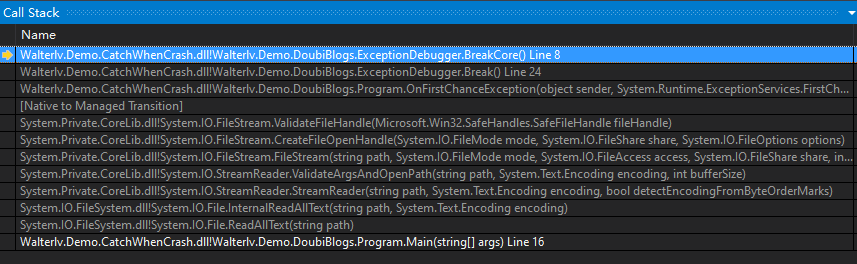 Call Stack
Name
Walterlv.Demo.CatchWhenCrash.dll!Walterlv.Demo.DoubiBlogs.ExceptionDebugger.BreakCore() Line 8
Walterlv.Demo.CatchWhenCrash.dll!Walterlv.Demo.DoubiBlogs.ExceptionDebugger.Break() Line 24
Walterlv.Demo.CatchWhenCrash.dll!Walterlv.Demo.DoubiBlogs.Program.OnFirstChanceException(object sender, System.Runtime.ExceptionServices.FirstCh...
[Native to Managed Transition]
System.Private.CoreLib.dll!System.IO.FileStream.ValidateFileHandle(Microsoft.Win32.SafeHandles.SafeFileHandle fileHandle)
System.Private.CoreLib.dll!System.IO.FileStream.CreateFileOpenHandle(System.IO.FileMode mode, System.IO.FileShare share, System.IO.FileOptions options)
System.Private.CoreLib.dll!System.IO.FileStream.FileStream(string path, System.IO.FileMode mode, System.IO.FileAccess access, System.IO.FileShare share, in...
System.Private.CoreLib.dll!System.IO.StreamReader.ValidateArgsAndOpenPath(string path, System.Text.Encoding encoding, int bufferSize)
System.Private.CoreLib.dll!System.IO.StreamReader.StreamReader(string path, System.Text.Encoding encoding, bool detectEncodingFromByteOrderMarks)
System.IO.FileSystem.dll!System.IO.File.InternalReadAllText(string path, System.Text.Encoding encoding)
System.IO.FileSystem.dll!System.IO.File.ReadAllText(string path)
Walterlv.Demo.CatchWhenCrash.dll!Walterlv.Demo.DoubiBlogs.Program.Main(string[] args) Line 16